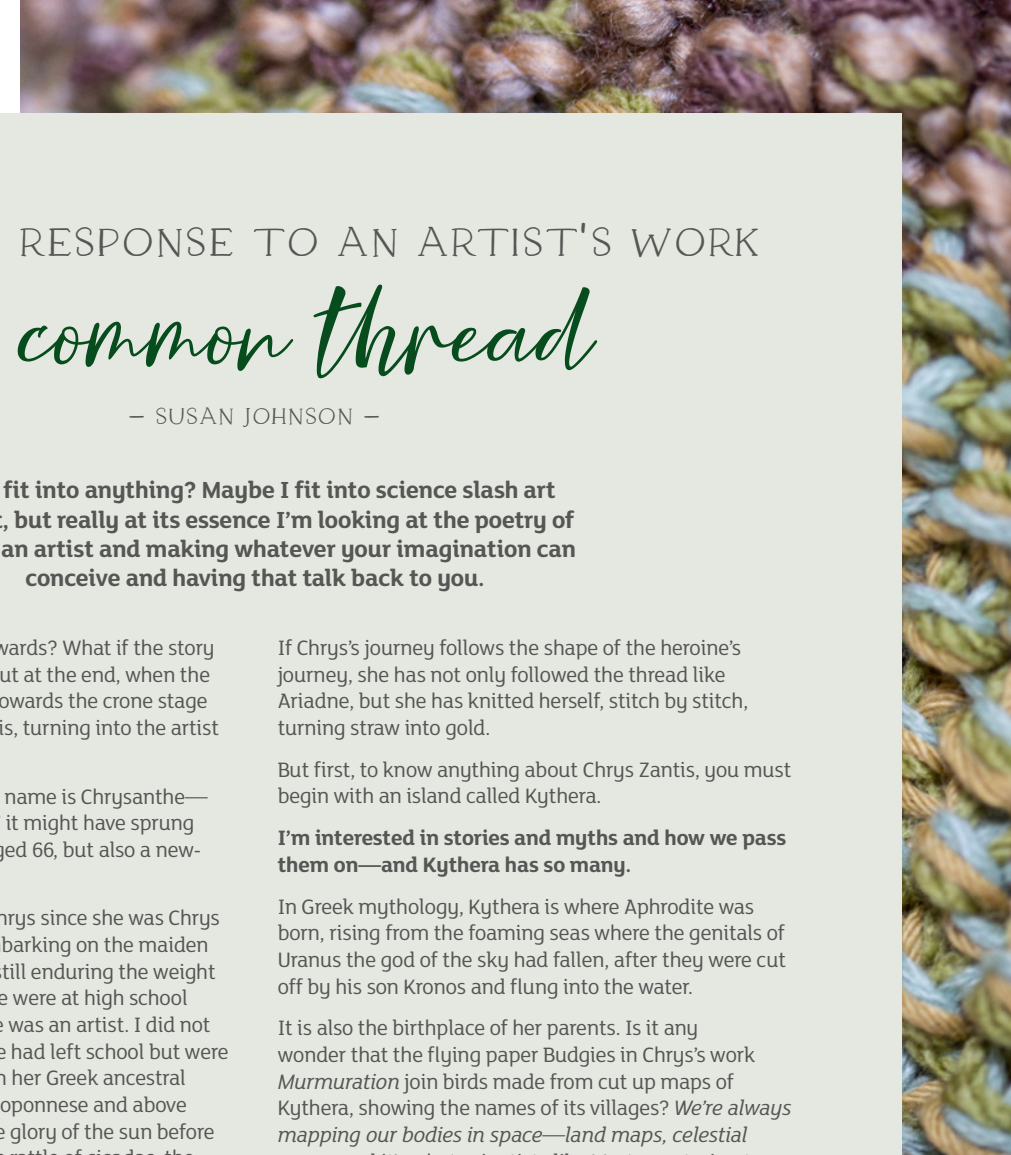 RESPONSE TO AN ARTIST'S WORK
common thread
– SUSAN JOHNSON –
fit into anything? Maybe I fit into science slash art
, but really at its essence I'm looking at the poetry of
an artist and making whatever your imagination can
conceive and having that talk back to you.
wards? What if the story
ut at the end, when the
owards the crone stage
is, turning into the artist
name is Chrysanthe—
it might have sprung
ged 66, but also a new-
hrys since she was Chrys
barking on the maiden
still enduring the weight
e were at high school
e was an artist. I did not
e had left school but were
n her Greek ancestral
oponnese and above
e glory of the sun before
If Chrys's journey follows the shape of the heroine's
journey, she has not only followed the thread like
Ariadne, but she has knitted herself, stitch by stitch,
turning straw into gold.
But first, to know anything about Chrys Zantis, you must
begin with an island called Kythera.
I'm interested in stories and myths and how we pass
them on—and Kythera has so many.
In Greek mythology, Kythera is where Aphrodite was
born, rising from the foaming seas where the genitals of
Uranus the god of the sky had fallen, after they were cut
off by his son Kronos and flung into the water.
It is also the birthplace of her parents. Is it any
wonder that the flying paper Budgies in Chrys's work
Murmuration join birds made from cut up maps of
Kythera, showing the names of its villages? We're always
mapping our bodies in space—land maps, celestial